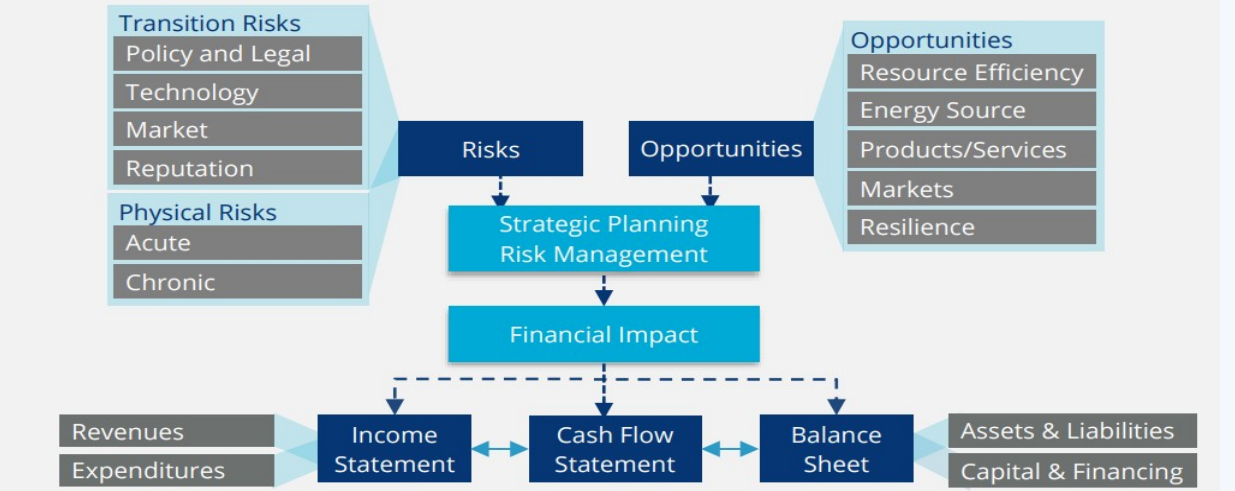 Transition Risks
Policy and Legal
Technology
Market
Reputation
Physical Risks
Acute
Chronic
Risks
Opportunities
Opportunities
Resource Efficiency
Energy Source
Products/Services
Markets
Resilience
Strategic Planning
Risk Management
Financial Impact
Revenues
Expenditures
Income
Statement
Cash Flow
Statement
Balance
Sheet
Assets & Liabilities
Capital & Financing